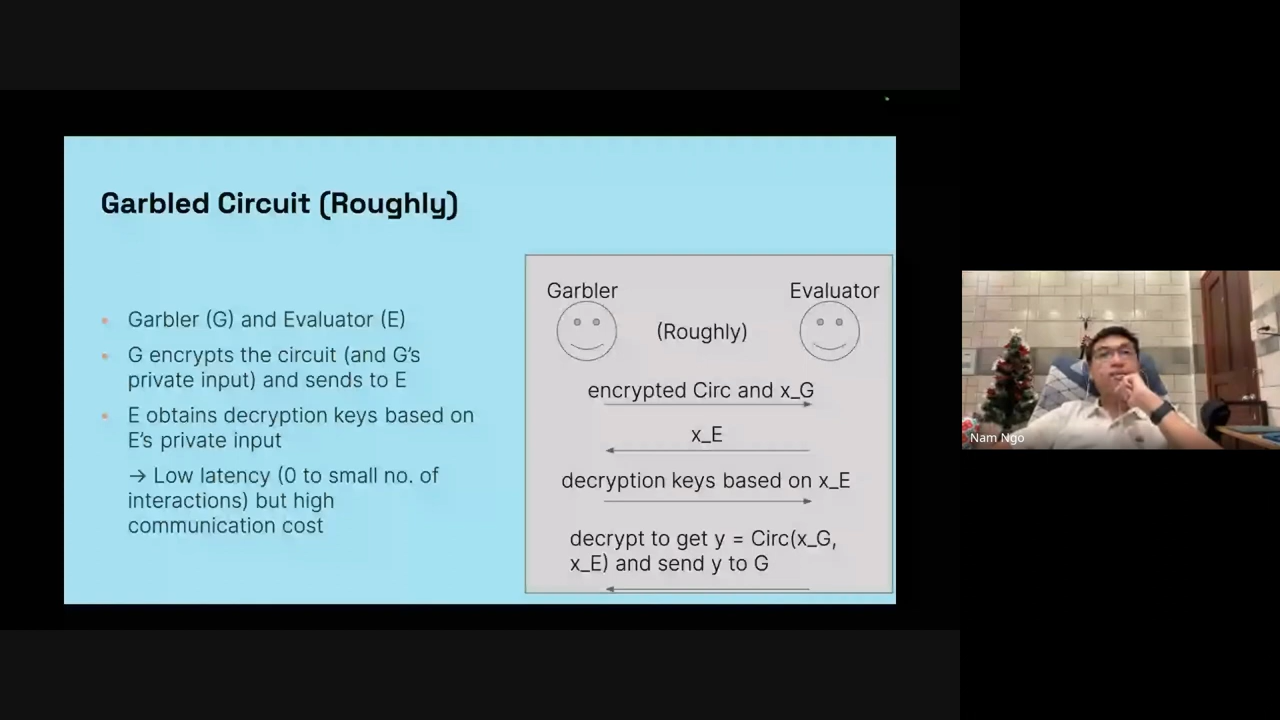 Garbled Circuit (Roughly)
Garbler (G) and Evaluator (E)
G encrypts the circuit (and G's
private input) and sends to E
E obtains decryption keys based on
E's private input
→ Low latency (0 to small no. of
interactions) but high
communication cost
Garbler
Evaluator
(Roughly)
encrypted Circ and x_G
x_E
decryption keys based on x_E
decrypt to get y = Circ(x_G,
x_E) and send y to G
Nam Ngo